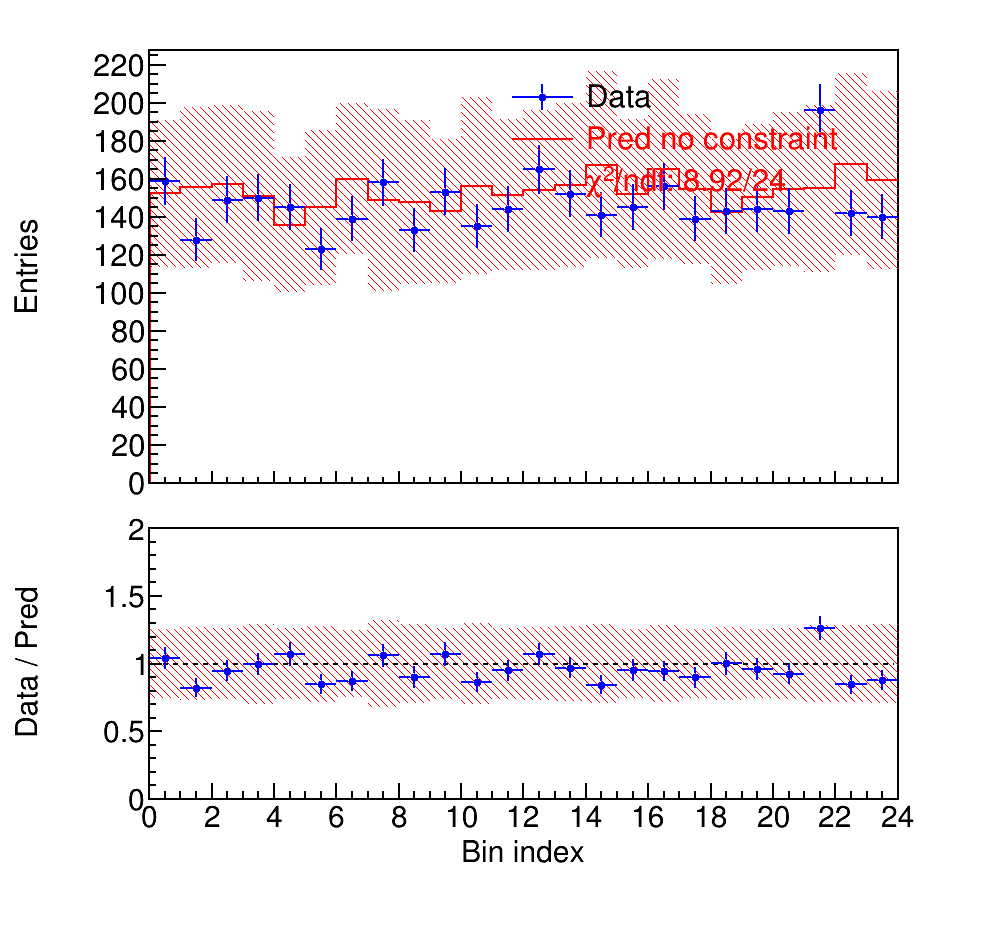 220
200
180
160
140
120
100
80
60
40
20
0
Entries
Data
Pred no constraint
χ²/ndf: 8.92/24
2
1.5
1
0.5
0
Data / Pred
0 2 4 6 8 10 12 14 16 18 20 22 24
Bin index